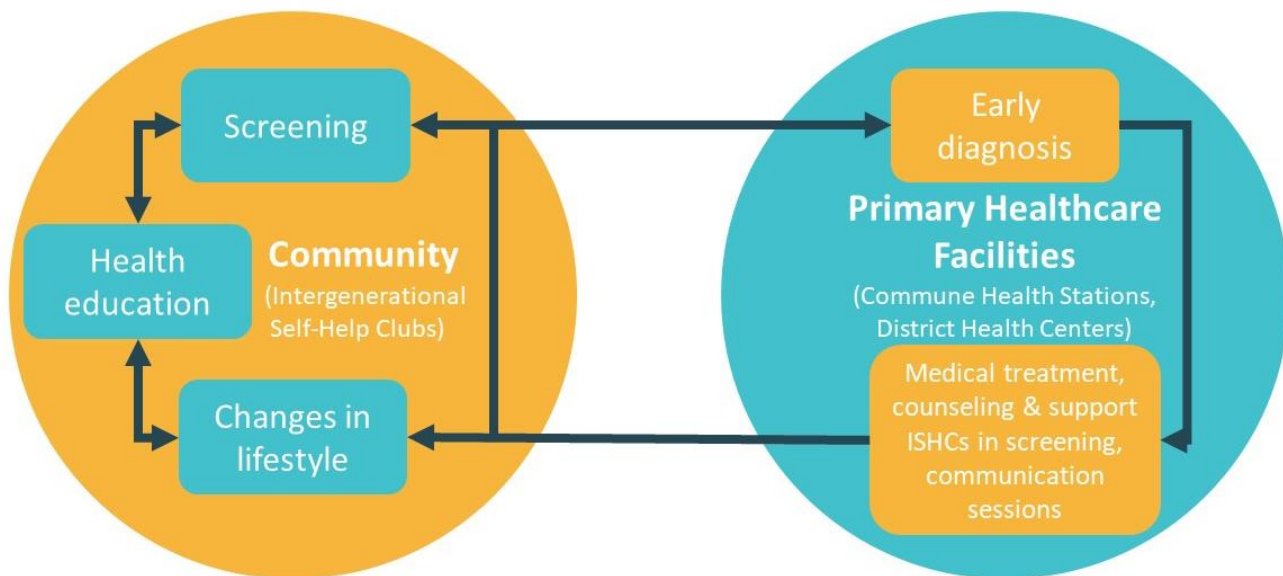 Screening
Health
education
Community
(Intergenerational
Self-Help Clubs)
Changes in
lifestyle
Early
diagnosis
Primary Healthcare
Facilities
(Commune Health Stations,
District Health Centers)
Medical treatment,
counseling & support
ISHCs in screening,
communication
sessions